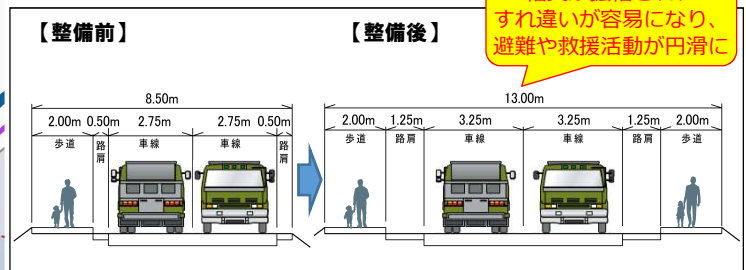 すれ違いが容易になり、
避難や救援活動が円滑に
【整備前】
【整備後】
8.50m
2.00m 0.50m 2.75m 2.75m 0.50m
歩道 路肩 車線 車線 路肩
13.00m
2.00m 1.25m 3.25m 3.25m 1.25m 2.00m
歩道 路肩 車線 車線 路肩 歩道